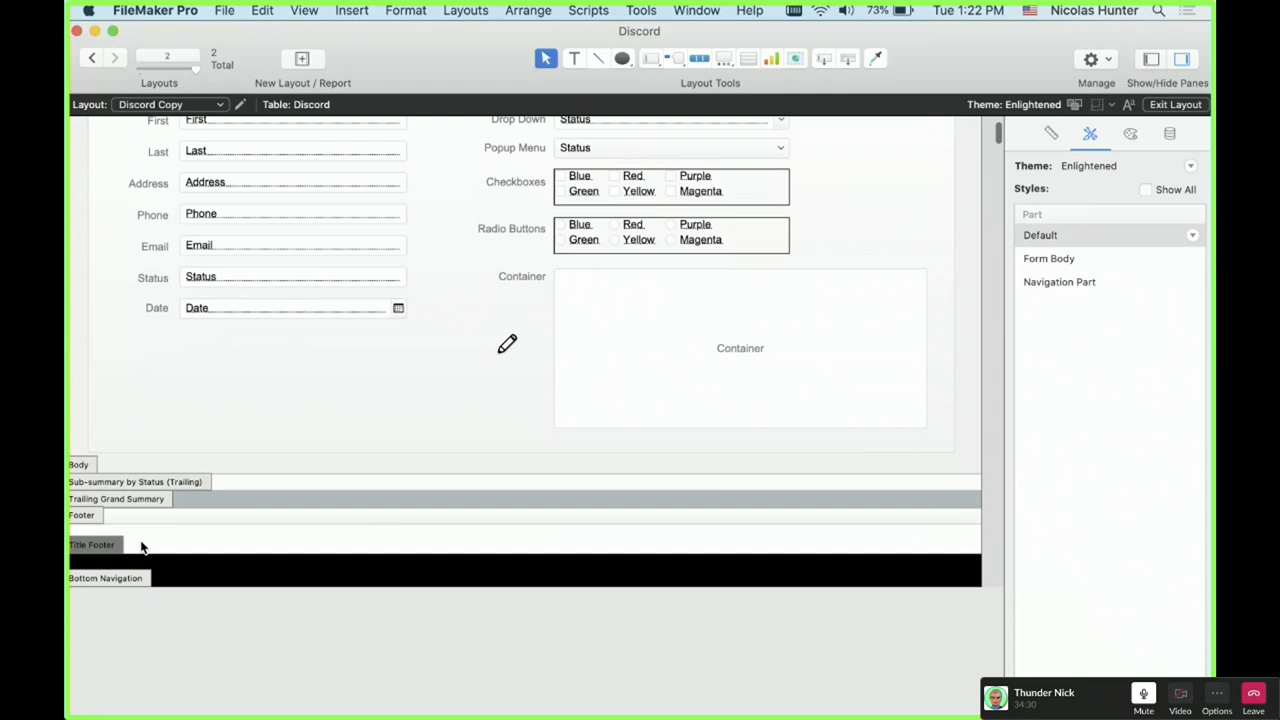 FileMaker Pro File Edit View Insert Format Layouts Arrange Scripts Tools Window Help 73% Tue 1:22 PM Nicolas Hunter
Discord
2 2 Total
Layouts New Layout / Report Layout Tools Manage Show/Hide Panes
Layout: Discord Copy Table: Discord Theme: Enlightened Exit Layout
First First Drop Down Status
Last Last Popup Menu Status
Address Address Checkboxes Blue Red Purple
Green Yellow Magenta
Phone Phone Radio Buttons Blue Red Purple
Green Yellow Magenta
Email Email
Status Status Container
Date Date
Container
Body
Sub-summary by Status (Trailing)
Trailing Grand Summary
Footer
Title Footer
Bottom Navigation
Theme: Enlightened
Styles: Show All
Part
Default
Form Body
Navigation Part
Thunder Nick
34:30
Mute Video Options Leave